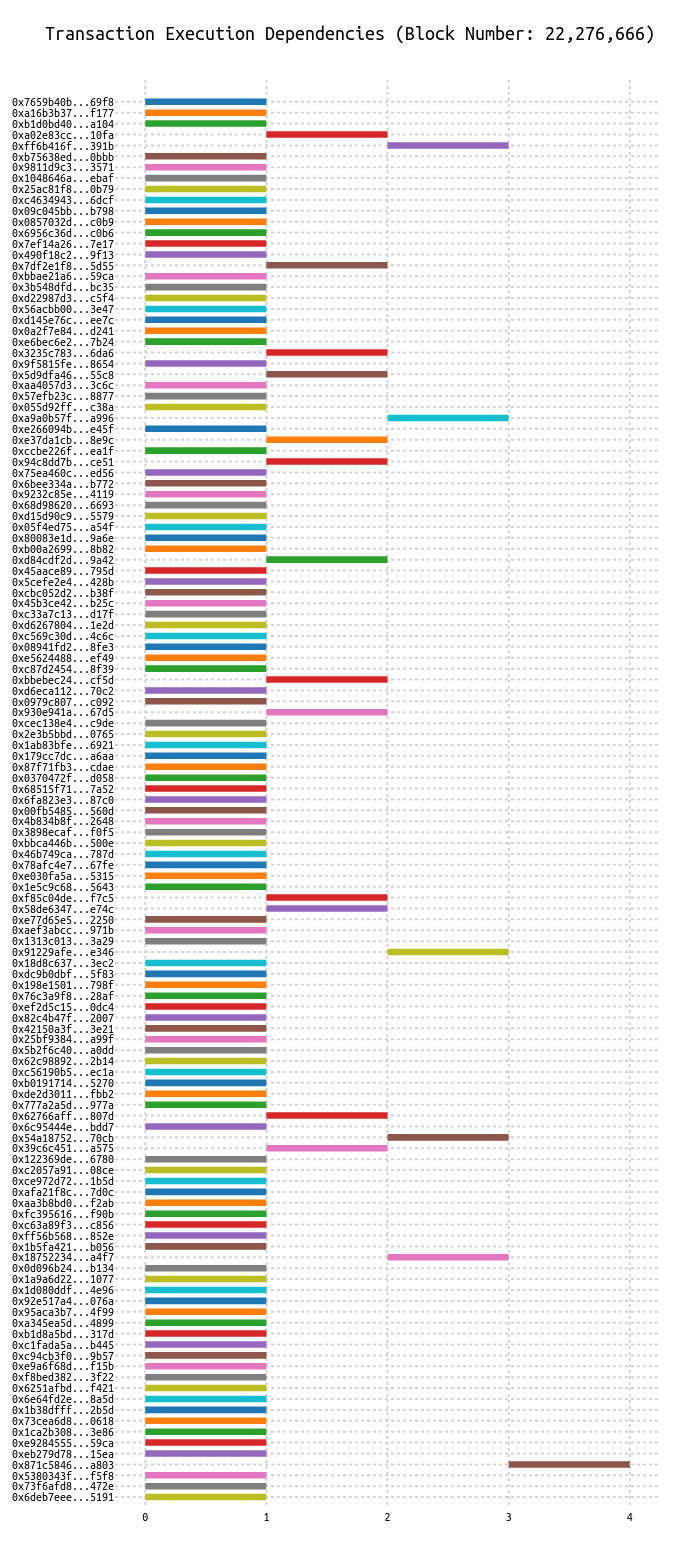 Transaction Execution Dependencies (Block Number: 22,276,666)
0x7659b40b...69f8
0xa16b3b37...f177
0xb1d0bd40...a104
0xa02e83cc...10fa
0xff6b416f...391b
0xb75638ed...0bbb
0x9811d9c3...3571
0x1048646a...ebaf
0x25ac81f8...0b79
0xc4634943...6dcf
0x09c045bb...b798
0x0857032d...c0b9
0x6956c36d...c0b6
0x7ef14a26...7e17
0x490f18c2...9f13
0x7df2e1f8...5d55
0xbbae21a6...59ca
0x3b548dfd...bc35
0xd22987d3...c5f4
0x56acbb00...3e47
0xd145e76c...ee7c
0x0a2f7e84...d241
0xe6bec6e2...7b24
0x3235c783...6da6
0x9f5815fe...8654
0x5d9dfa46...55c8
0xaa4057d3...3c6c
0x57efb23c...8877
0x055d92ff...c38a
0xa9a0b57f...a996
0xe266094b...e45f
0xe37da1cb...8e9c
0xccbe226f...ea1f
0x94c8dd7b...ce51
0x75ea460c...ed56
0x6bee334a...b772
0x9232c85e...4119
0x68d98620...6693
0xd15d90c9...5579
0x05f4ed75...a54f
0x80083e1d...9a6e
0xb00a2699...8b82
0xd84cdf2d...9a42
0x45aace89...795d
0x5cefe2e4...428b
0xcbc052d2...b38f
0x45b3ce42...b25c
0xc33a7c13...d17f
0xd6267804...1e2d
0xc569c30d...4c6c
0x08941fd2...8fe3
0xe5624488...ef49
0xc87d2454...8f39
0xbbebec24...cf5d
0xd6eca112...70c2
0x0979c807...c092
0x930e941a...67d5
0xcec138e4...c9de
0x2e3b5bbd...0765
0x1ab83bfe...6921
0x179cc7dc...a6aa
0x87f71fb3...cdae
0x0370472f...d058
0x68515f71...7a52
0x6fa823e3...87c0
0x00fb5485...560d
0x4b834b8f...2648
0x3898ecaf...f0f5
0xbbca446b...500e
0x46b749ca...787d
0x78afc4e7...67fe
0xe030fa5a...5315
0x1e5c9c68...5643
0xf85c04de...f7c5
0x58de6347...e74c
0xe77d65e5...2250
0xaef3abcc...971b
0x1313c013...3a29
0x91229afe...e346
0x18d8c637...3ec2
0xdc9b0dbf...5f83
0x198e1501...798f
0x76c3a9f8...28af
0xef2d5c15...0dc4
0x82c4b47f...2007
0x42150a3f...3e21
0x25bf9384...a99f
0x5b2f6c40...a0dd
0x62c98892...2b14
0xc56190b5...ec1a
0xb0191714...5270
0xde2d3011...fbb2
0x777a2a5d...977a
0x62766aff...807d
0x6c95444e...bdd7
0x54a18752...70cb
0x39c6c451...a575
0x122369de...6780
0xc2057a91...08ce
0xce972d72...1b5d
0xafa21f8c...7d0c
0xaa3b8bd0...f2ab
0xfc395616...f90b
0xc63a89f3...c856
0xff56b568...852e
0x1b5fa421...b056
0x18752234...a4f7
0x0d096b24...b134
0x1a9a6d22...1077
0x1d080ddf...4e96
0x92e517a4...076a
0x95aca3b7...4f99
0xa345ea5d...4899
0xb1d8a5bd...317d
0xc1fada5a...b445
0xc94cb3f0...9b57
0xe9a6f68d...f15b
0xf8bed382...3f22
0x6251afbd...f421
0x6e64fd2e...8a5d
0x1b38dfff...2b5d
0x73cea6d8...0618
0x1ca2b308...3e86
0xe9284555...59ca
0xeb279d78...15ea
0x871c5846...a803
0x5380343f...f5f8
0x73f6afd8...472e
0x6deb7eee...5191
0 1 2 3 4